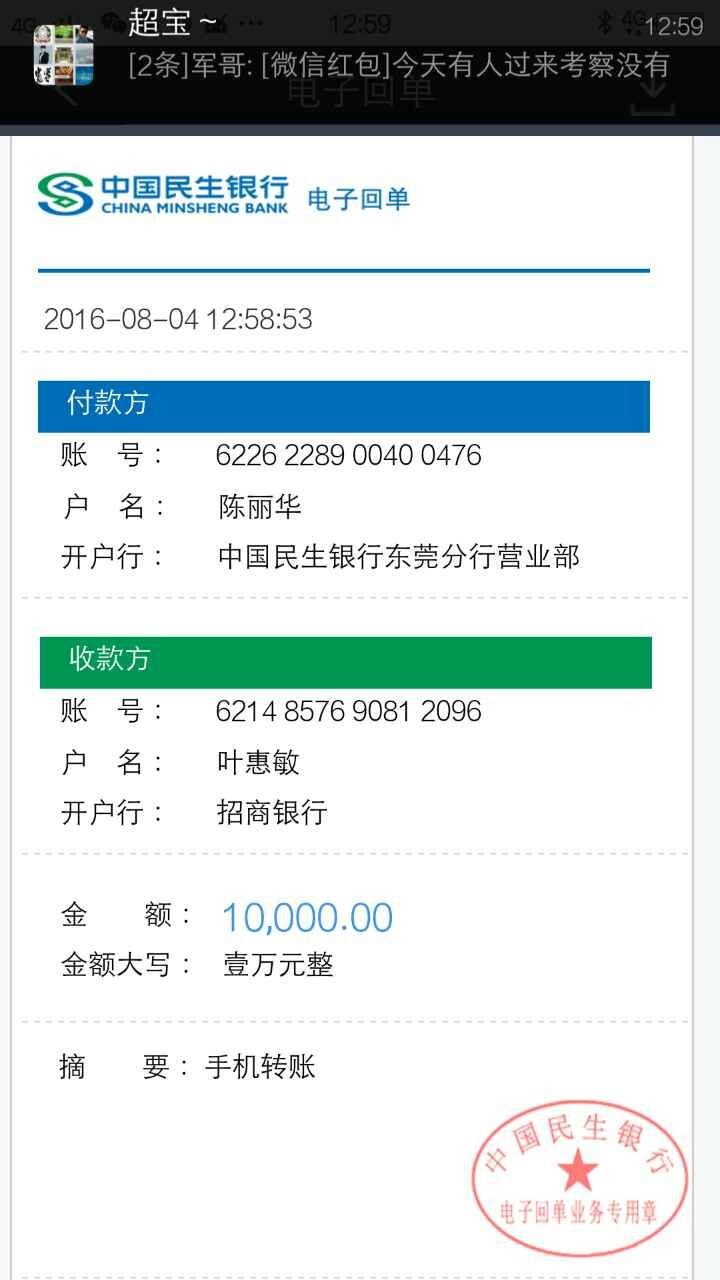 超宝~
4G
12:59
4G
12:59
[2条]军哥: [微信红包]今天有人过来考察没有
电子回单
中国民生银行
CHINA MINSHENG BANK
电子回单
2016-08-04 12:58:53
付款方
账 号： 6226 2289 0040 0476
户 名： 陈丽华
开户行： 中国民生银行东莞分行营业部
收款方
账 号： 6214 8576 9081 2096
户 名： 叶惠敏
开户行： 招商银行
金 额： 10,000.00
金额大写： 壹万元整
摘 要： 手机转账
中国民生银行
电子回单业务专用章